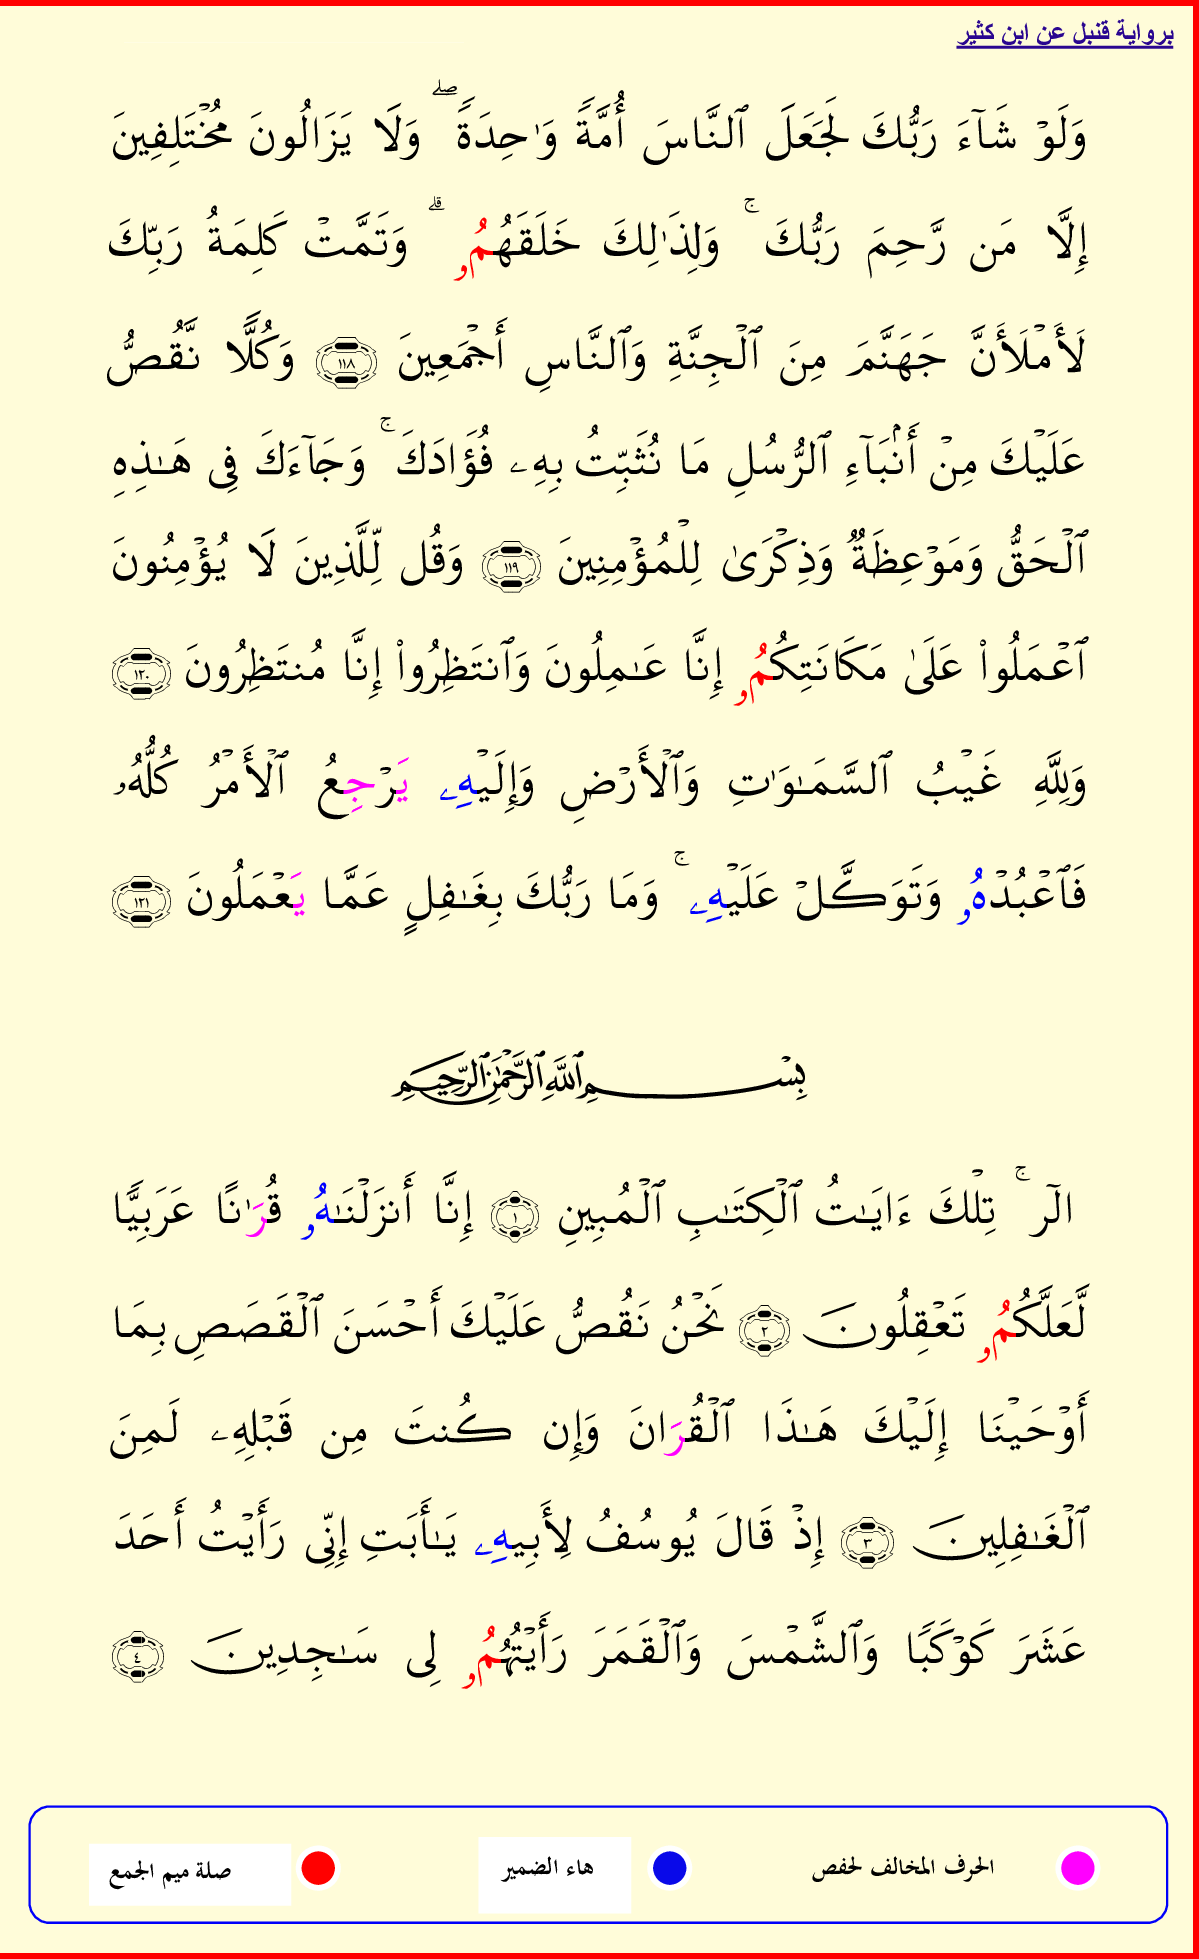 برواية قنبل عن ابن كثير
وَلَوۡ شَآءَ رَبُّكَ لَجَعَلَ ٱلنَّاسَ أُمَّةً وَٰحِدَةً ۖ وَلَا يَزَالُونَ مُخۡتَلِفِينَ
إِلَّا مَن رَّحِمَ رَبُّكَ ۚ وَلِذَٰلِكَ خَلَقَهُمُۥ ۗ وَتَمَّتۡ كَلِمَةُ رَبِّكَ
لَأَمۡلَأَنَّ جَهَنَّمَ مِنَ ٱلۡجِنَّةِ وَٱلنَّاسِ أَجۡمَعِينَ ١١٨ وَكُلًّا نَّقُصُّ
عَلَيۡكَ مِنۡ أَنۢبَآءِ ٱلرُّسُلِ مَا نُثَبِّتُ بِهِۦ فُؤَادَكَ ۚ وَجَآءَكَ فِي هَـٰذِهِ
ٱلۡحَقُّ وَمَوۡعِظَةٌ وَذِكۡرَىٰ لِلۡمُؤۡمِنِينَ ١١٩ وَقُل لِّلَّذِينَ لَا يُؤۡمِنُونَ
ٱعۡمَلُواْ عَلَىٰ مَكَانَتِكُمُۥ إِنَّا عَـٰمِلُونَ وَٱنتَظِرُواْ إِنَّا مُنتَظِرُونَ ١٢٠
وَلِلَّهِ غَيۡبُ ٱلسَّمَـٰوَٰتِ وَٱلۡأَرۡضِ وَإِلَيۡهِۦ يَرۡجِعُ ٱلۡأَمۡرُ كُلُّهُۥ
فَٱعۡبُدۡهُۥ وَتَوَكَّلۡ عَلَيۡهِۦ ۚ وَمَا رَبُّكَ بِغَـٰفِلٍ عَمَّا يَعۡمَلُونَ ١٢١
بِسۡمِ ٱللَّهِ ٱلرَّحۡمَـٰنِ ٱلرَّحِيمِ
الٓر ۚ تِلۡكَ ءَايَـٰتُ ٱلۡكِتَـٰبِ ٱلۡمُبِينِ ١ إِنَّا أَنزَلۡنَـٰهُۥ قُرَٰنًا عَرَبِيًّا
لَّعَلَّكُمُۥ تَعۡقِلُونَ ٢ نَحۡنُ نَقُصُّ عَلَيۡكَ أَحۡسَنَ ٱلۡقَصَصِ بِمَا
أَوۡحَيۡنَا إِلَيۡكَ هَـٰذَا ٱلۡقُرَانَ وَإِن كُنتَ مِن قَبۡلِهِۦ لَمِنَ
ٱلۡغَـٰفِلِينَ ٣ إِذۡ قَالَ يُوسُفُ لِأَبِيهِۦ يَـٰأَبَتِ إِنِّي رَأَيۡتُ أَحَدَ
عَشَرَ كَوۡكَبًا وَٱلشَّمۡسَ وَٱلۡقَمَرَ رَأَيۡتُهُمُۥ لِي سَـٰجِدِينَ ٤
الحرف المخالف لحفص هاء الضمير صلة ميم الجمع